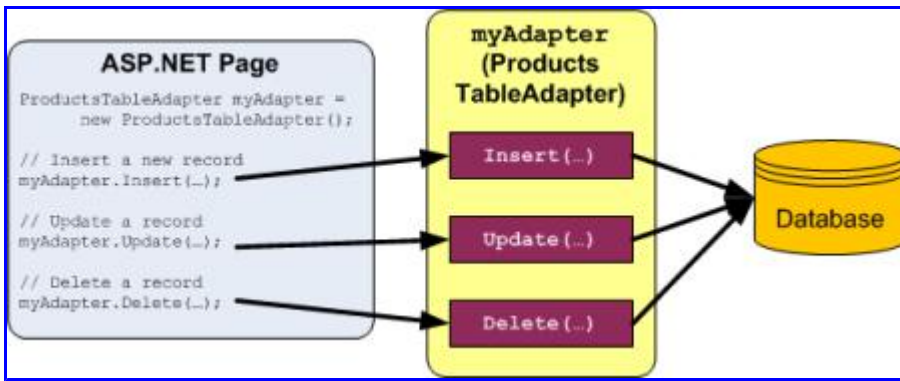 ASP.NET Page
ProductsTableAdapter myAdapter =
new ProductsTableAdapter();
// Insert a new record
myAdapter.Insert(…);
// Update a record
myAdapter.Update(…);
// Delete a record
myAdapter.Delete(…);
myAdapter
(Products
TableAdapter)
Insert(…)
Update(…)
Delete(…)
Database